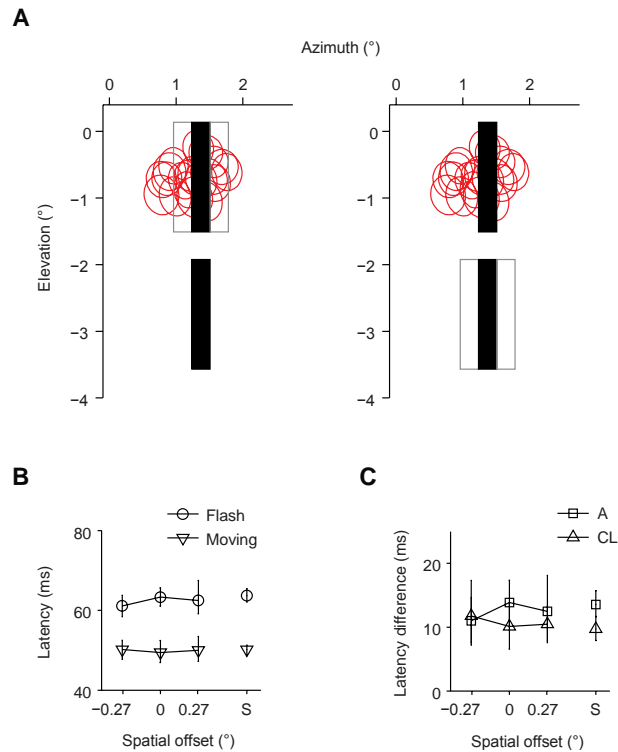 A
Azimuth (°)
0 1 2 0 1 2
Elevation (°)
0
−1
−2
−3
−4
0
−1
−2
−3
−4
B
Flash
Moving
Latency (ms)
80
60
40
−0.27 0 0.27 S
Spatial offset (°)
C
A
CL
Latency difference (ms)
20
10
0
−0.27 0 0.27 S
Spatial offset (°)